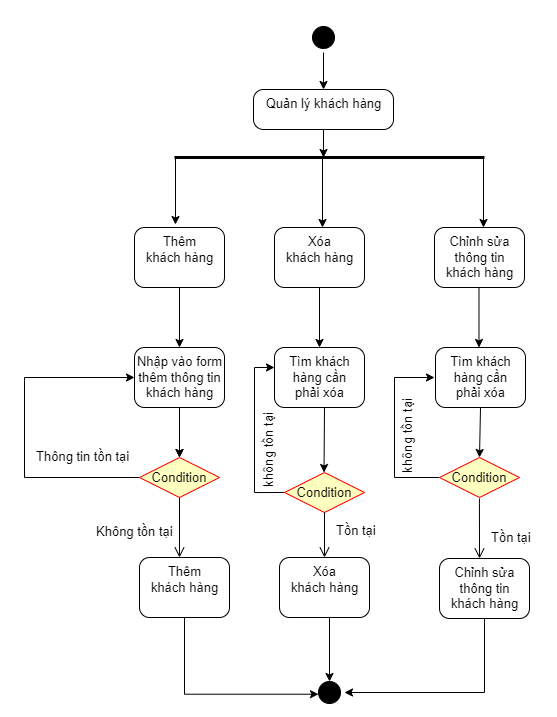 Quản lý khách hàng
Thêm
khách hàng
Xóa
khách hàng
Chỉnh sửa
thông tin
khách hàng
Nhập vào form
thêm thông tin
khách hàng
Tìm khách
hàng cần
phải xóa
Tìm khách
hàng cần
phải xóa
Thông tin tồn tại
không tồn tại
không tồn tại
Condition
Condition
Condition
Không tồn tại
Tồn tại
Tồn tại
Thêm
khách hàng
Xóa
khách hàng
Chỉnh sửa
thông tin
khách hàng